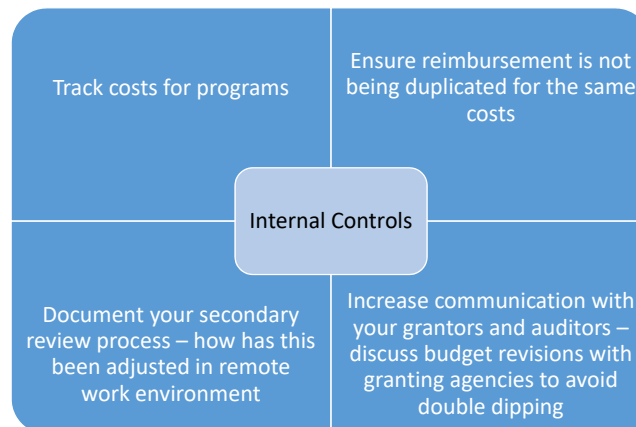 Track costs for programs
Ensure reimbursement is not
being duplicated for the same
costs
Internal Controls
Document your secondary
review process – how has this
been adjusted in remote
work environment
Increase communication with
your grantors and auditors –
discuss budget revisions with
granting agencies to avoid
double dipping